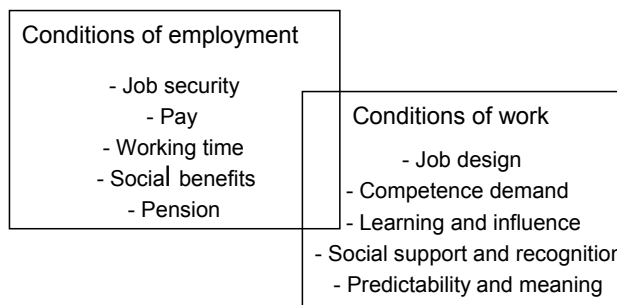 Conditions of employment
- Job security
- Pay
- Working time
- Social benefits
- Pension
Conditions of work
- Job design
- Competence demand
- Learning and influence
- Social support and recognition
- Predictability and meaning